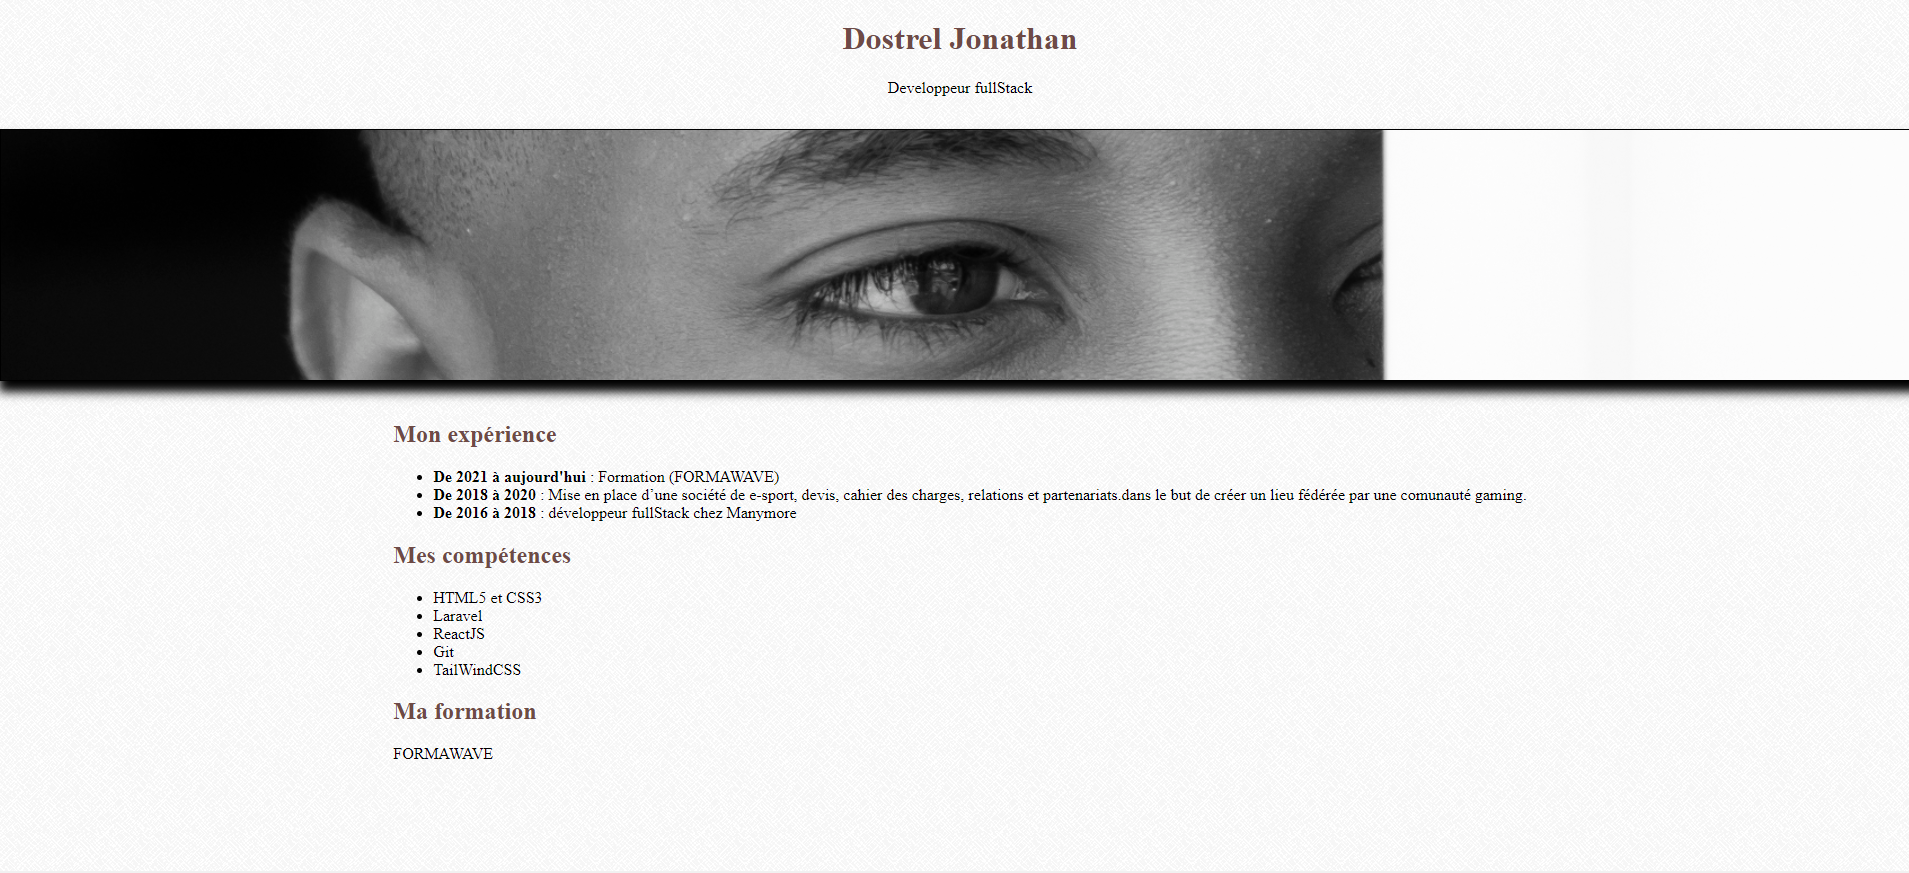 Dostrel Jonathan
Developpeur fullStack
Mon expérience
De 2021 à aujourd'hui : Formation (FORMAWAVE)
De 2018 à 2020 : Mise en place d’une société de e-sport, devis, cahier des charges, relations et partenariats.dans le but de créer un lieu fédérée par une comunauté gaming.
De 2016 à 2018 : développeur fullStack chez Manymore
Mes compétences
HTML5 et CSS3
Laravel
ReactJS
Git
TailWindCSS
Ma formation
FORMAWAVE